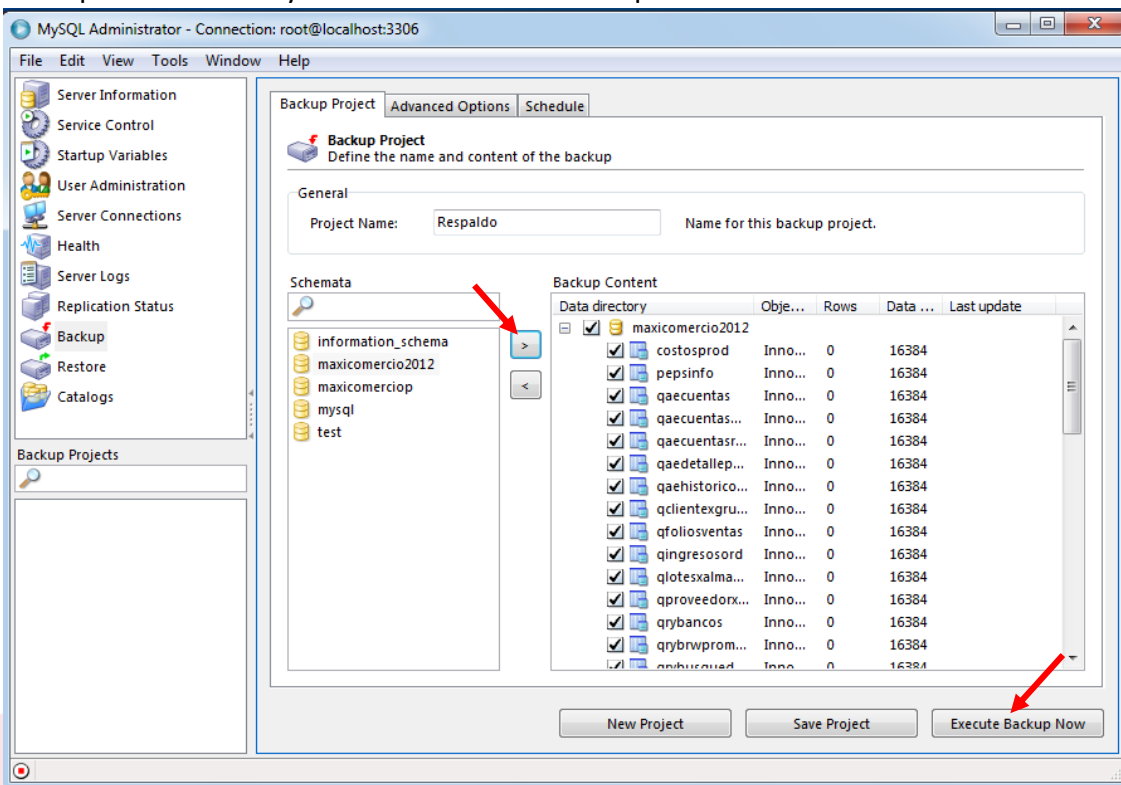 MySQL Administrator - Connection: root@localhost:3306
File Edit View Tools Window Help
Server Information
Service Control
Startup Variables
User Administration
Server Connections
Health
Server Logs
Replication Status
Backup
Restore
Catalogs
Backup Projects
Backup Project Advanced Options Schedule
Backup Project
Define the name and content of the backup
General
Project Name: Respaldo Name for this backup project.
Schemata
information_schema
maxicomercio2012
maxicomerciop
mysql
test
>
<
Backup Content
Data directory Obje... Rows Data ... Last update
maxicomercio2012
costosprod Inno... 0 16384
pepsinfo Inno... 0 16384
qaecuentas Inno... 0 16384
qaecuentas... Inno... 0 16384
qaecuentasr... Inno... 0 16384
qaedetallep... Inno... 0 16384
qaehistorico... Inno... 0 16384
qclientexgru... Inno... 0 16384
qfoliosventas Inno... 0 16384
qingresosord Inno... 0 16384
qlotesxalma... Inno... 0 16384
qproveedorx... Inno... 0 16384
qrybancos Inno... 0 16384
qrybrwprom... Inno... 0 16384
Inno... 0 16384
New Project Save Project Execute Backup Now